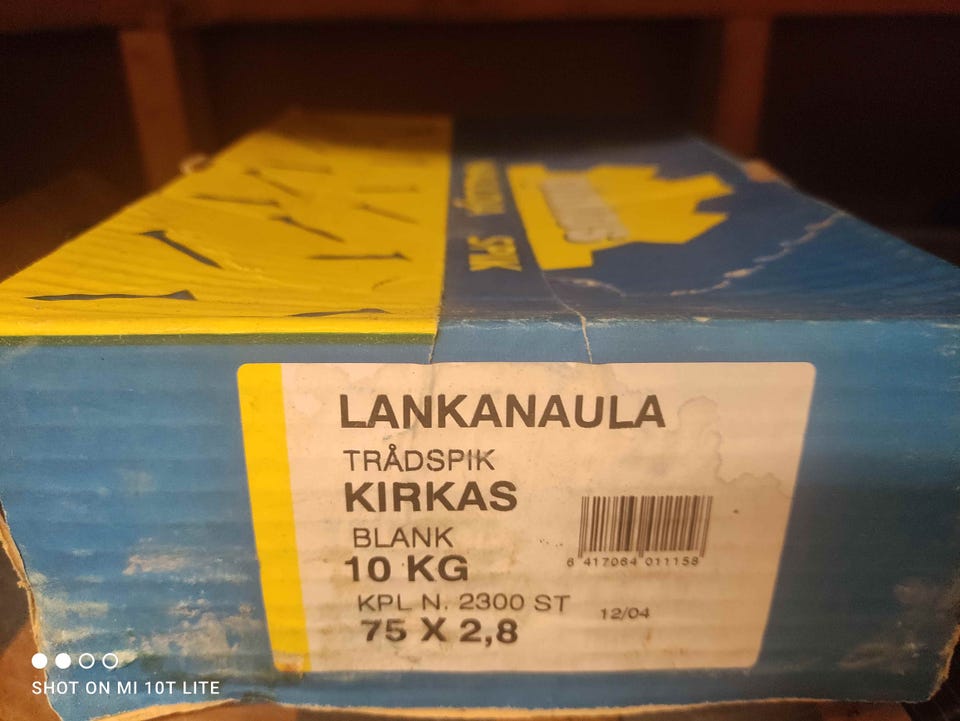 SPIK
LANKANAULA
TRÅDSPIK
KIRKAS
BLANK
10 KG
KPL N. 2300 ST
12/04
75 X 2,8
6 417064 011158
SHOT ON MI 10T LITE